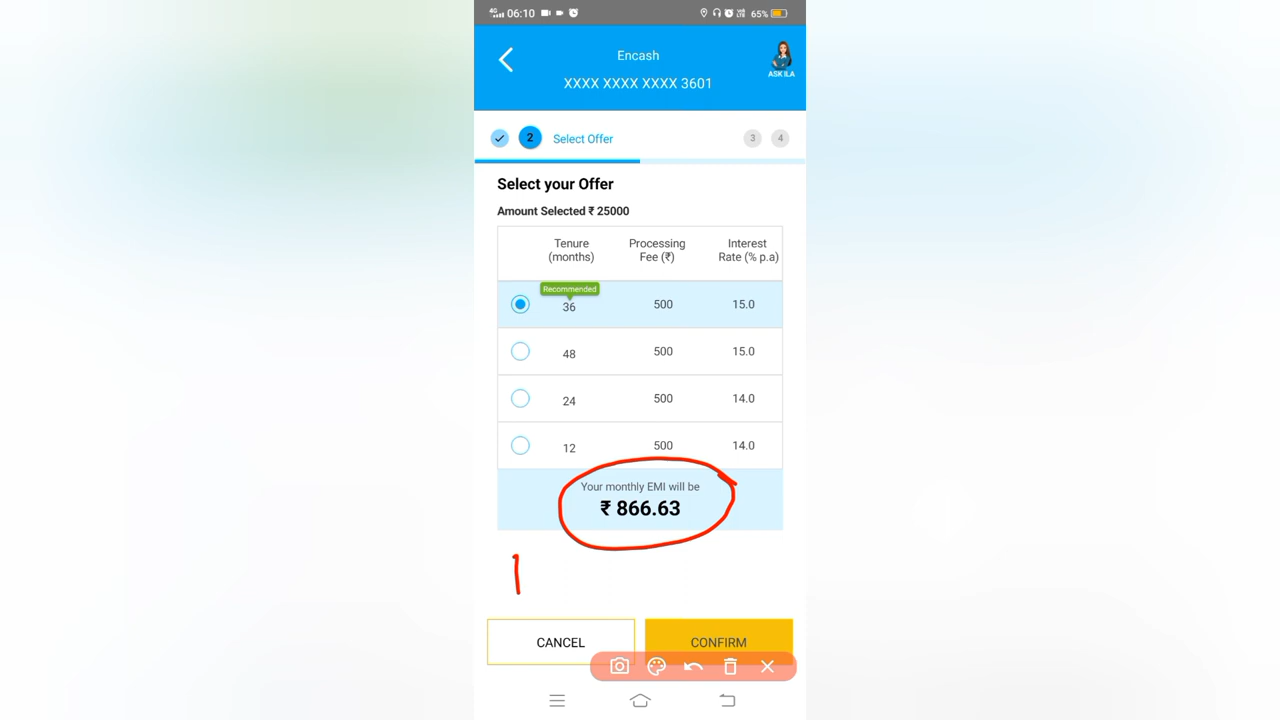 4G 06:10 65%
Encash
ASK ILA
XXXX XXXX XXXX 3601
2 Select Offer 3 4
Select your Offer
Amount Selected ₹ 25000
Tenure (months) Processing Fee (₹) Interest Rate (% p.a)
Recommended
36 500 15.0
48 500 15.0
24 500 14.0
12 500 14.0
Your monthly EMI will be
₹ 866.63
1
CANCEL CONFIRM